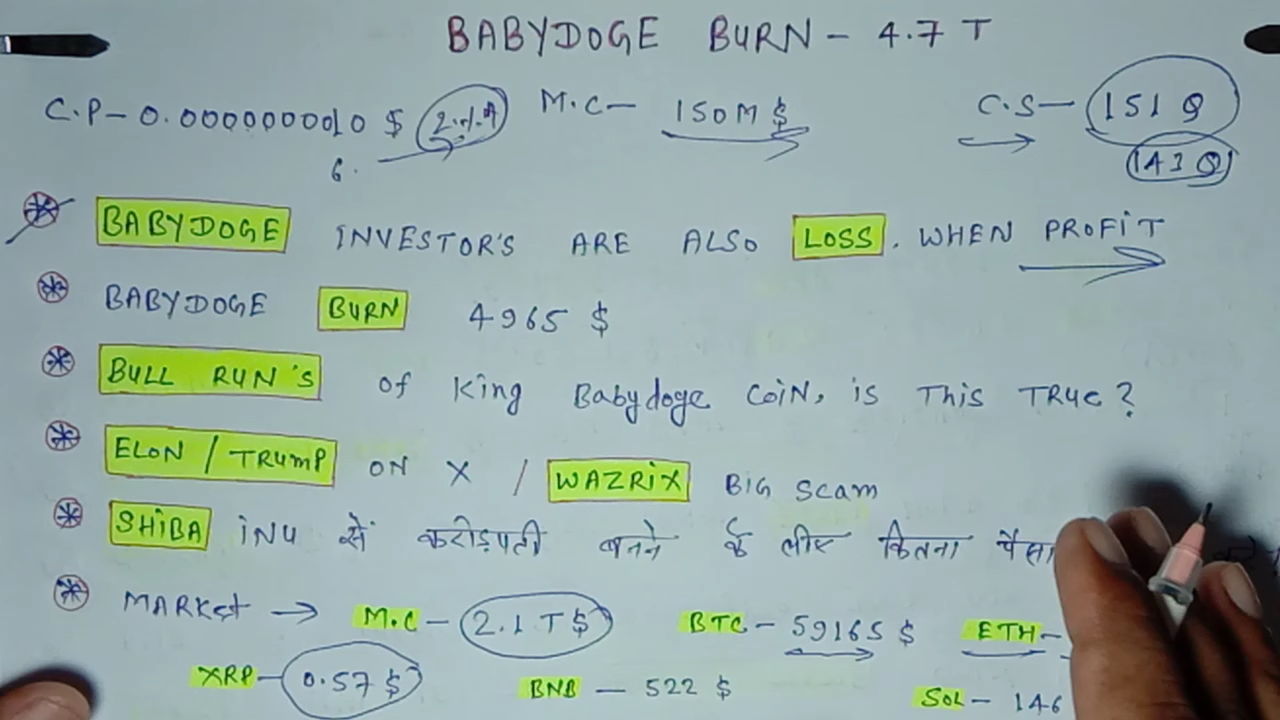 BABYDOGE BURN - 4.7 T
C.P - 0.0000000010 $ M.C - 150M $ C.S - 151 Q
6. 143 Q
BABYDOGE INVESTOR'S ARE ALSO LOSS. WHEN PROFIT
BABYDOGE BURN 4965 $
BULL RUN'S of King Babydoge COIN, is This TRUe?
ELON / TRUMP ON X / WAZRIX BIG SCAM
SHIBA INU से करोड़पती बनने के लीए कितना पैसा
MARKET → M.C - 2.1 T $ BTC - 59165 $ ETH -
XRP - 0.57 $ BNB - 522 $ SOL - 146